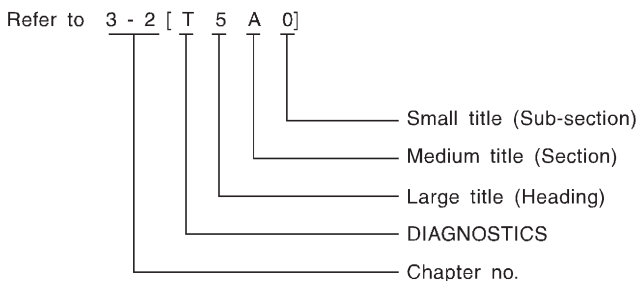 Refer to 3 - 2 [ T 5 A 0]
Small title (Sub-section)
Medium title (Section)
Large title (Heading)
DIAGNOSTICS
Chapter no.